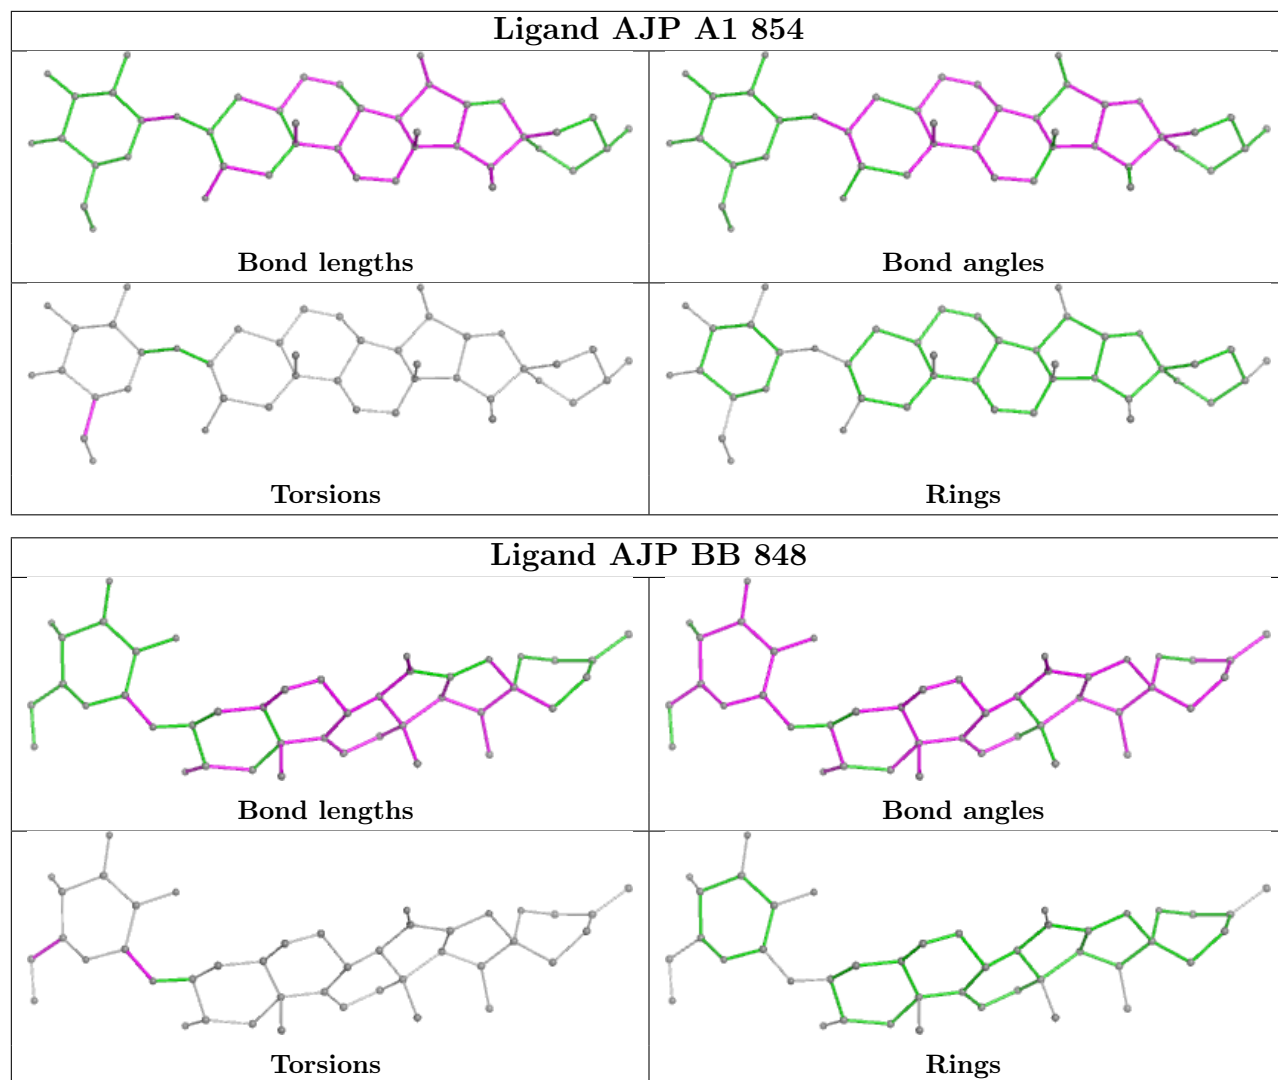 Ligand AJP A1 854
Bond lengths
Bond angles
Torsions
Rings
Ligand AJP BB 848
Bond lengths
Bond angles
Torsions
Rings